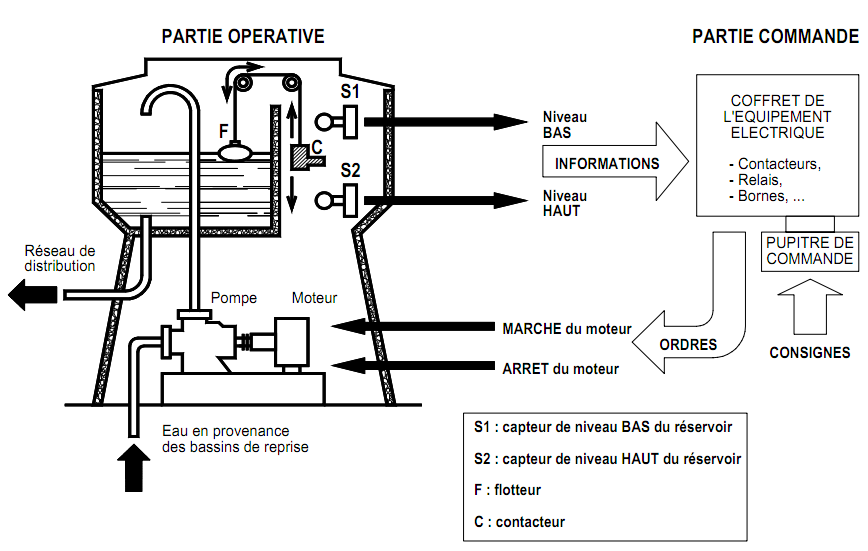 PARTIE OPERATIVE
PARTIE COMMANDE
S1
F
C
S2
Niveau
BAS
INFORMATIONS
Niveau
HAUT
COFFRET DE
L'EQUIPEMENT
ELECTRIQUE
- Contacteurs,
- Relais,
- Bornes, ...
PUPITRE DE
COMMANDE
Réseau de
distribution
Pompe
Moteur
MARCHE du moteur
ARRET du moteur
ORDRES
CONSIGNES
Eau en provenance
des bassins de reprise
S1 : capteur de niveau BAS du réservoir
S2 : capteur de niveau HAUT du réservoir
F : flotteur
C : contacteur